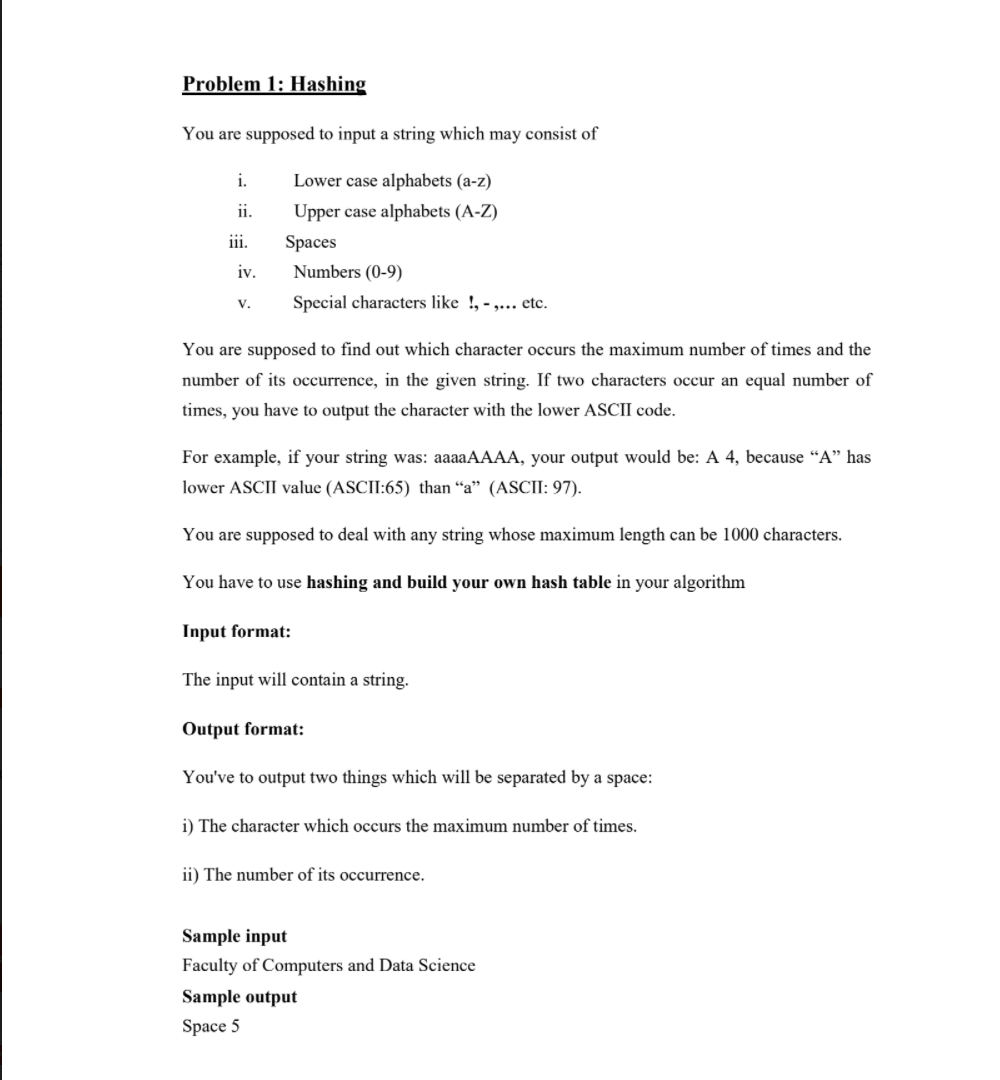 Problem 1: Hashing
You are supposed to input a string which may consist of
i. Lower case alphabets (a-z)
ii. Upper case alphabets (A-Z)
iii. Spaces
iv. Numbers (0-9)
v. Special characters like !, - ,… etc.
You are supposed to find out which character occurs the maximum number of times and the
number of its occurrence, in the given string. If two characters occur an equal number of
times, you have to output the character with the lower ASCII code.
For example, if your string was: aaaaAAAA, your output would be: A 4, because “A” has
lower ASCII value (ASCII:65) than “a” (ASCII: 97).
You are supposed to deal with any string whose maximum length can be 1000 characters.
You have to use hashing and build your own hash table in your algorithm
Input format:
The input will contain a string.
Output format:
You've to output two things which will be separated by a space:
i) The character which occurs the maximum number of times.
ii) The number of its occurrence.
Sample input
Faculty of Computers and Data Science
Sample output
Space 5